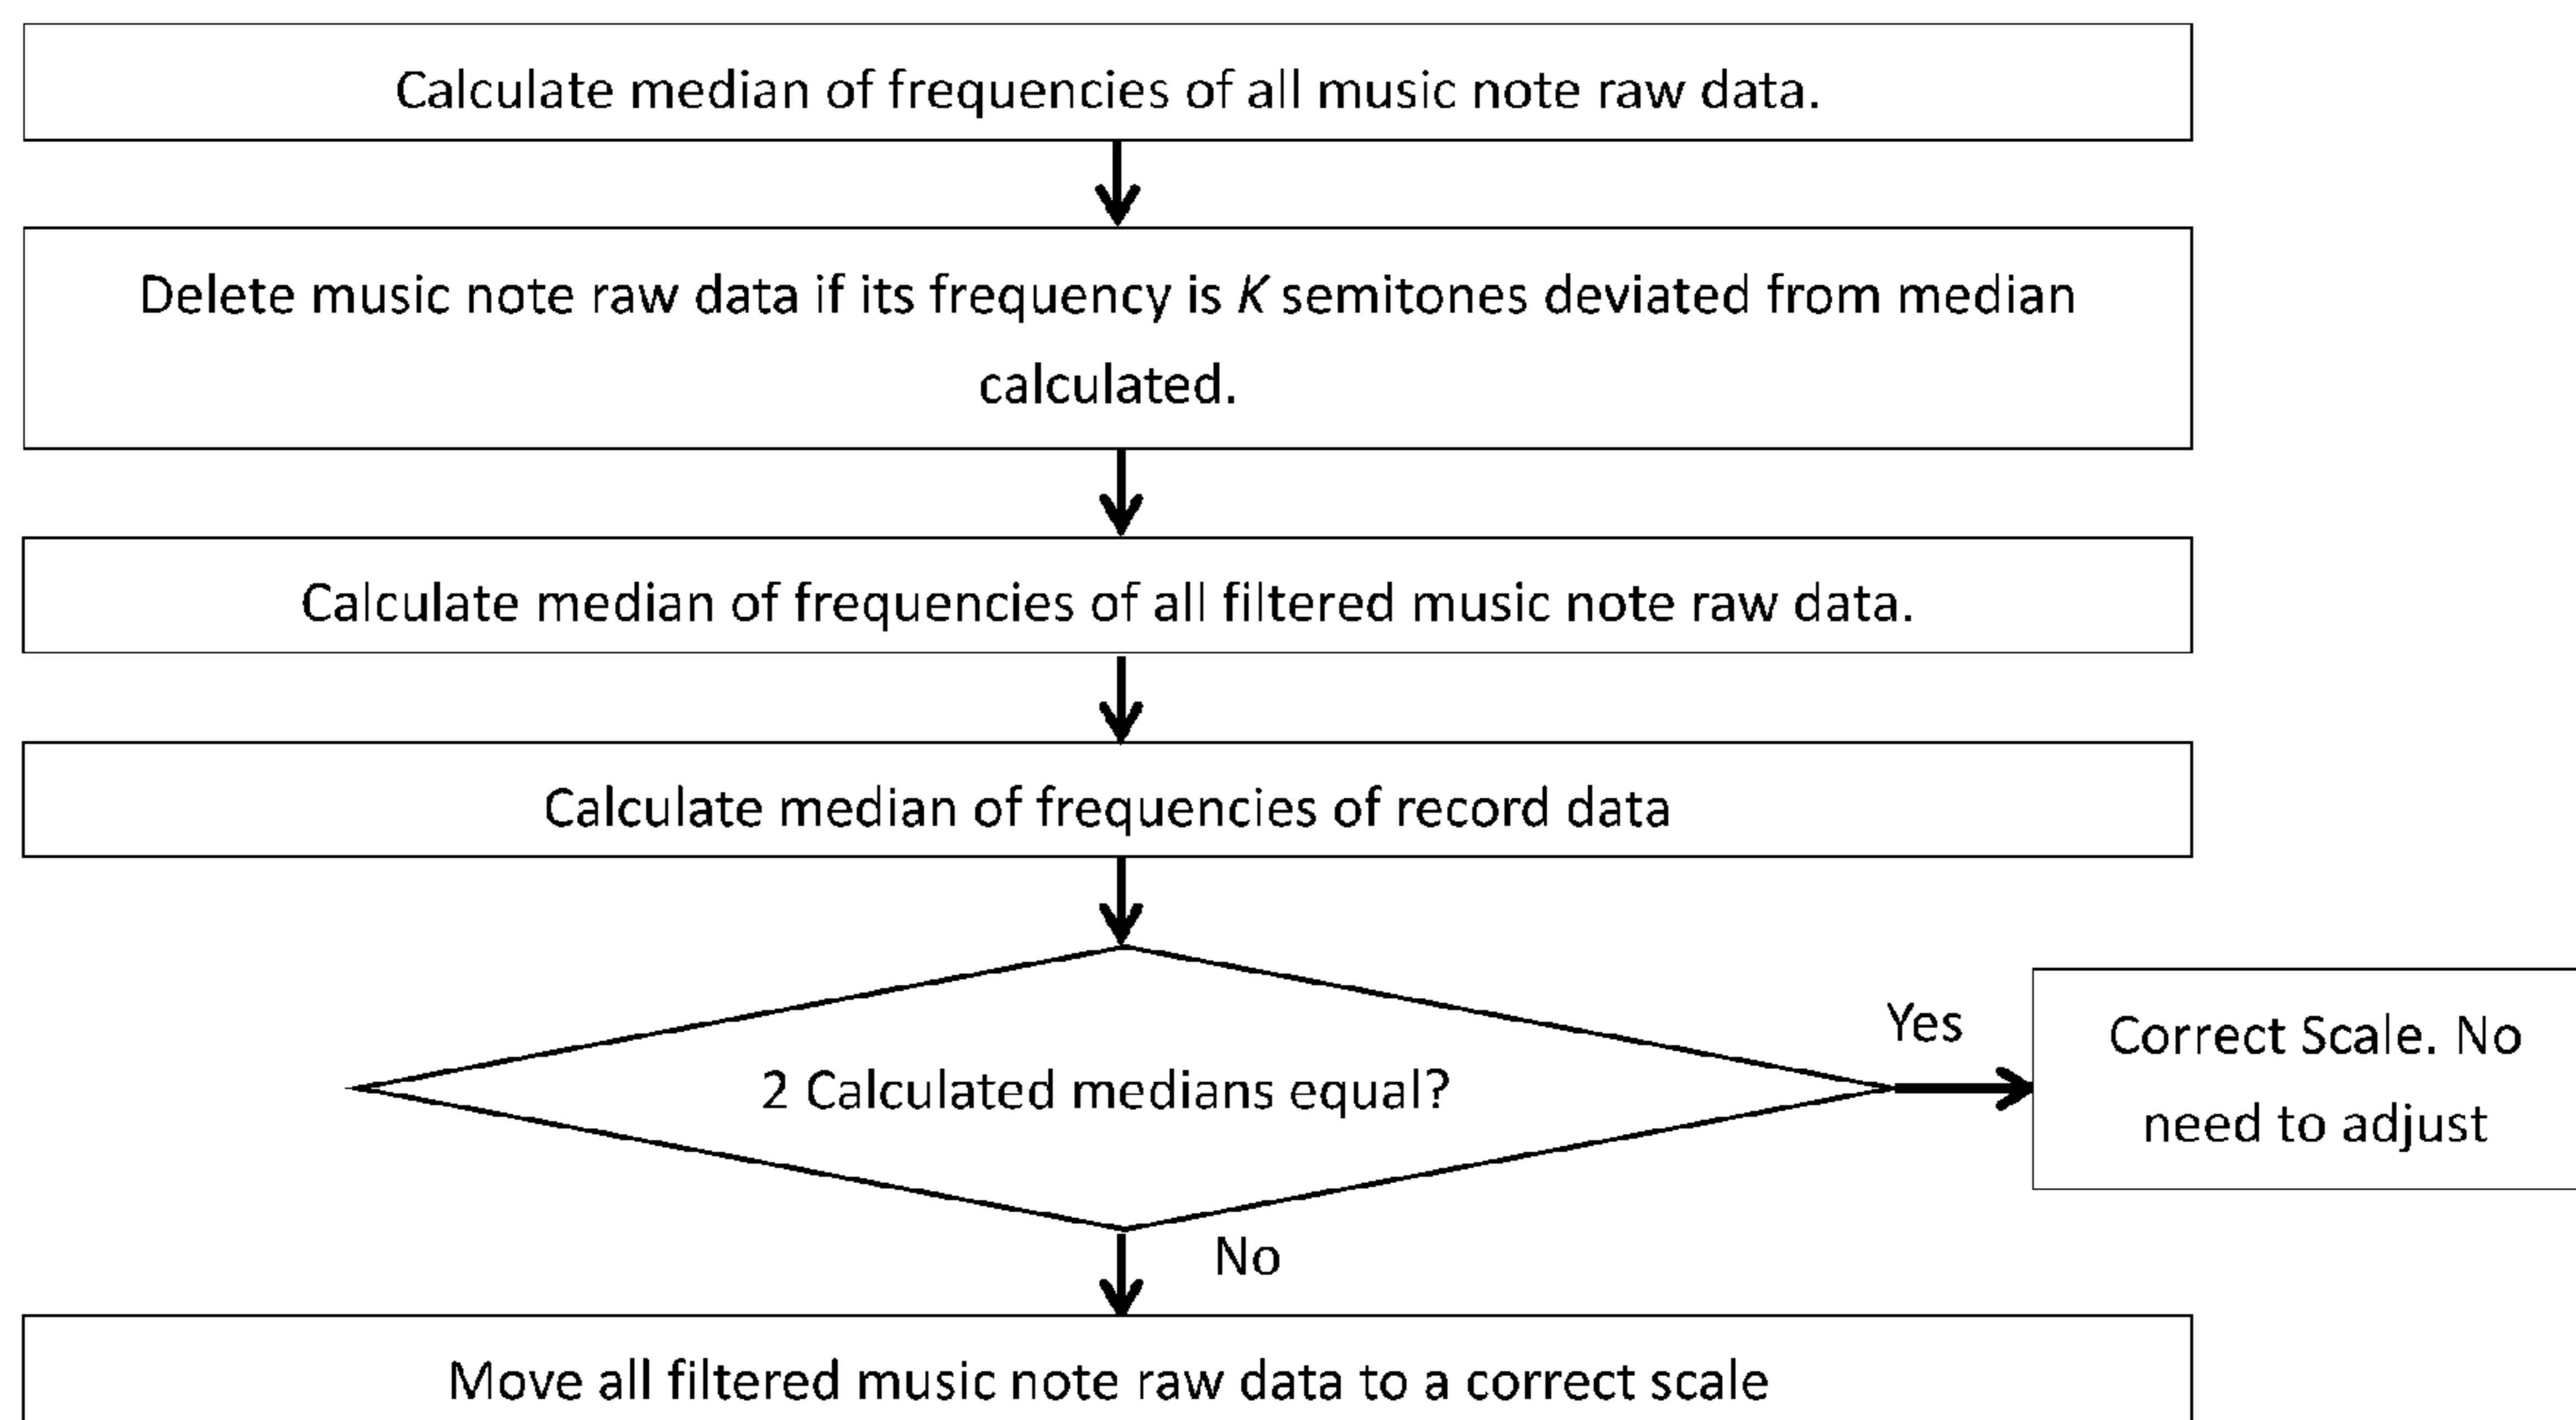 Calculate median of frequencies of all music note raw data.
Delete music note raw data if its frequency is K semitones deviated from median
calculated.
Calculate median of frequencies of all filtered music note raw data.
Calculate median of frequencies of record data
2 Calculated medians equal?
Yes
Correct Scale. No
need to adjust
No
Move all filtered music note raw data to a correct scale